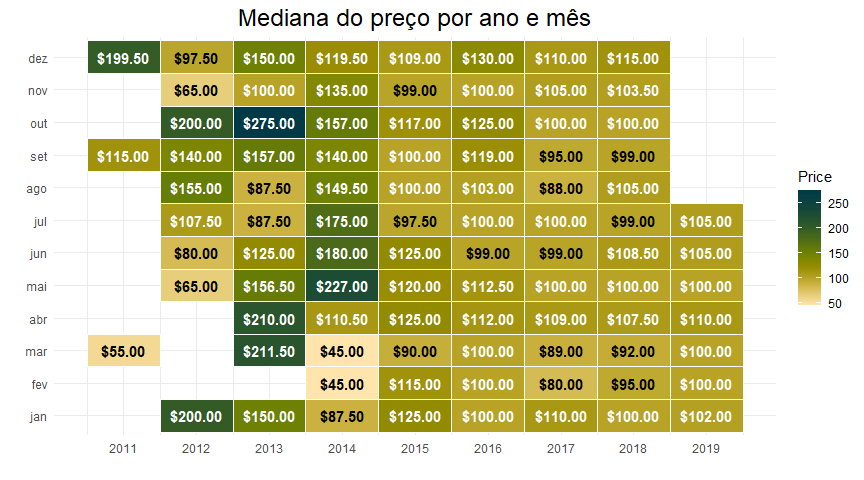 Mediana do preço por ano e mês
dez $199.50 $97.50 $150.00 $119.50 $109.00 $130.00 $110.00 $115.00
nov $65.00 $100.00 $135.00 $99.00 $100.00 $105.00 $103.50
out $200.00 $275.00 $157.00 $117.00 $125.00 $100.00 $100.00
set $115.00 $140.00 $157.00 $140.00 $100.00 $119.00 $95.00 $99.00
ago $155.00 $87.50 $149.50 $100.00 $103.00 $88.00 $105.00
jul $107.50 $87.50 $175.00 $97.50 $100.00 $100.00 $99.00 $105.00
jun $80.00 $125.00 $180.00 $125.00 $99.00 $99.00 $108.50 $105.00
mai $65.00 $156.50 $227.00 $120.00 $112.50 $100.00 $100.00 $100.00
abr $210.00 $110.50 $125.00 $112.00 $109.00 $107.50 $110.00
mar $55.00 $211.50 $45.00 $90.00 $100.00 $89.00 $92.00 $100.00
fev $45.00 $115.00 $100.00 $80.00 $95.00 $100.00
jan $200.00 $150.00 $87.50 $125.00 $100.00 $110.00 $100.00 $102.00
2011 2012 2013 2014 2015 2016 2017 2018 2019
Price
250
200
150
100
50